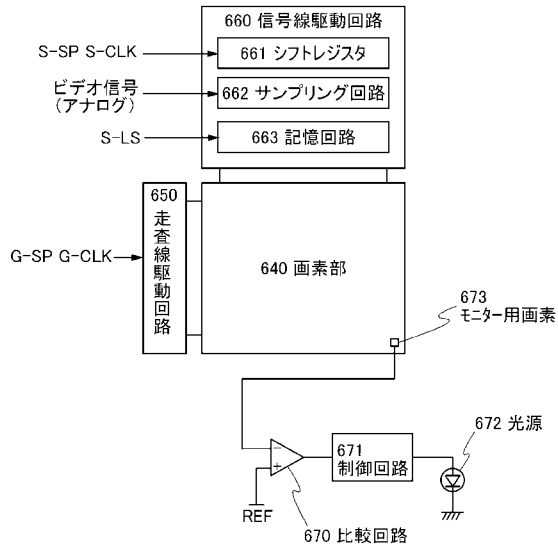 660 信号線駆動回路
S-SP S-CLK
661 シフトレジスタ
ビデオ信号
(アナログ)
662 サンプリング回路
S-LS
663 記憶回路
650
走査線駆動回路
G-SP G-CLK
640 画素部
673
モニター用画素
672 光源
671
制御回路
−
+
REF
670 比較回路